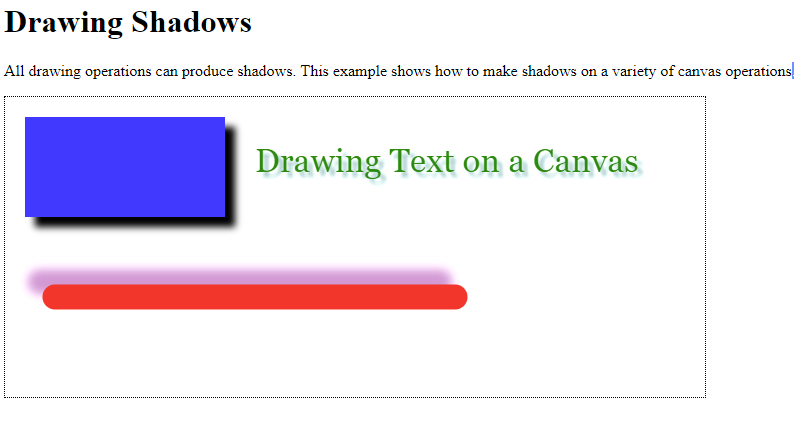 Drawing Shadows
All drawing operations can produce shadows. This example shows how to make shadows on a variety of canvas operations
Drawing Text on a Canvas